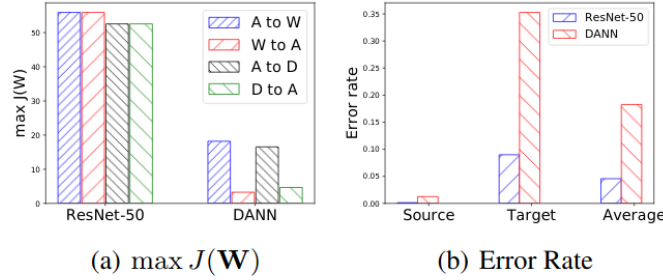 max J(W)
50
40
30
20
10
0
A to W
W to A
A to D
D to A
ResNet-50 DANN
(a) max J(W)
Error rate
0.35
0.30
0.25
0.20
0.15
0.10
0.05
0.00
ResNet-50
DANN
Source Target Average
(b) Error Rate